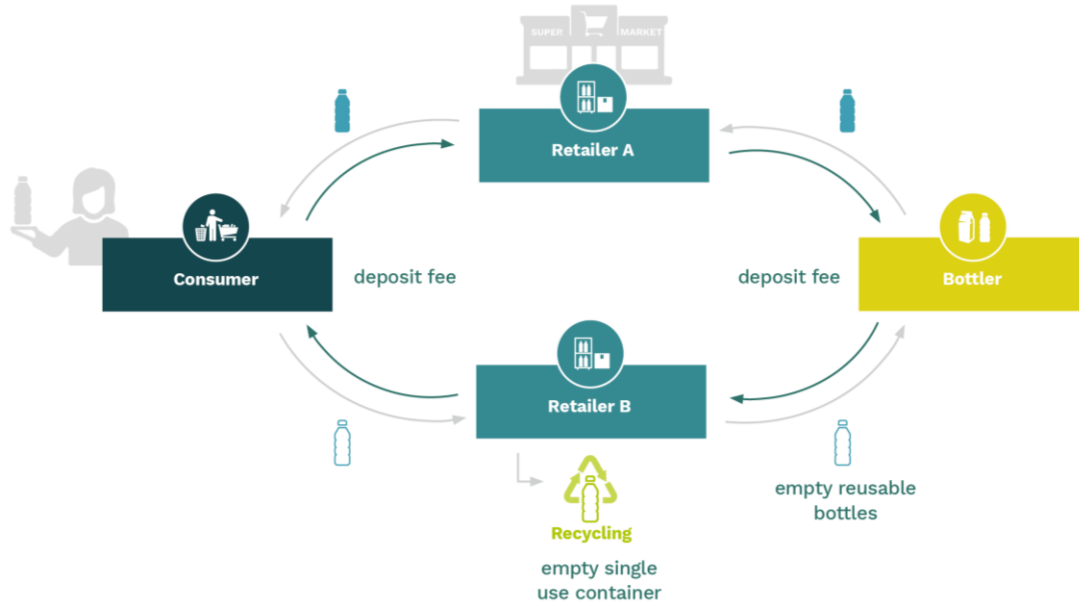 SUPER MARKET
Retailer A
Consumer
deposit fee
deposit fee
Bottler
Retailer B
empty reusable
bottles
Recycling
empty single
use container